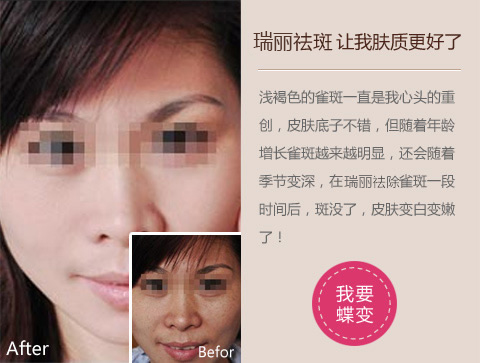 瑞丽祛斑 让我肤质更好了
浅褐色的雀斑一直是我心头的重
创，皮肤底子不错，但随着年龄
增长雀斑越来越明显，还会随着
季节变深，在瑞丽祛除雀斑一段
时间后，斑没了，皮肤变白变嫩
了！
我要
蝶变
After
Befor